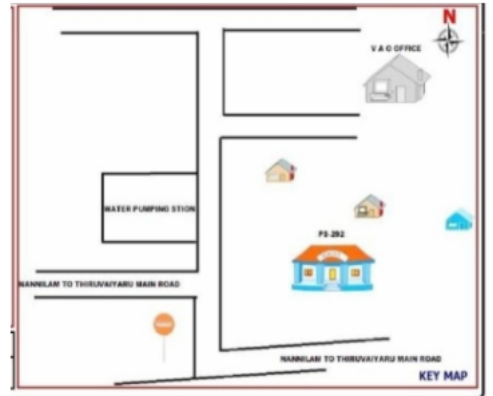 N
V A O OFFICE
WATER PUMPING STION
PS-292
NANNILAM TO THIRUVAIYARU MAIN ROAD
NANNILAM TO THIRUVAIYARU MAIN ROAD
KEY MAP